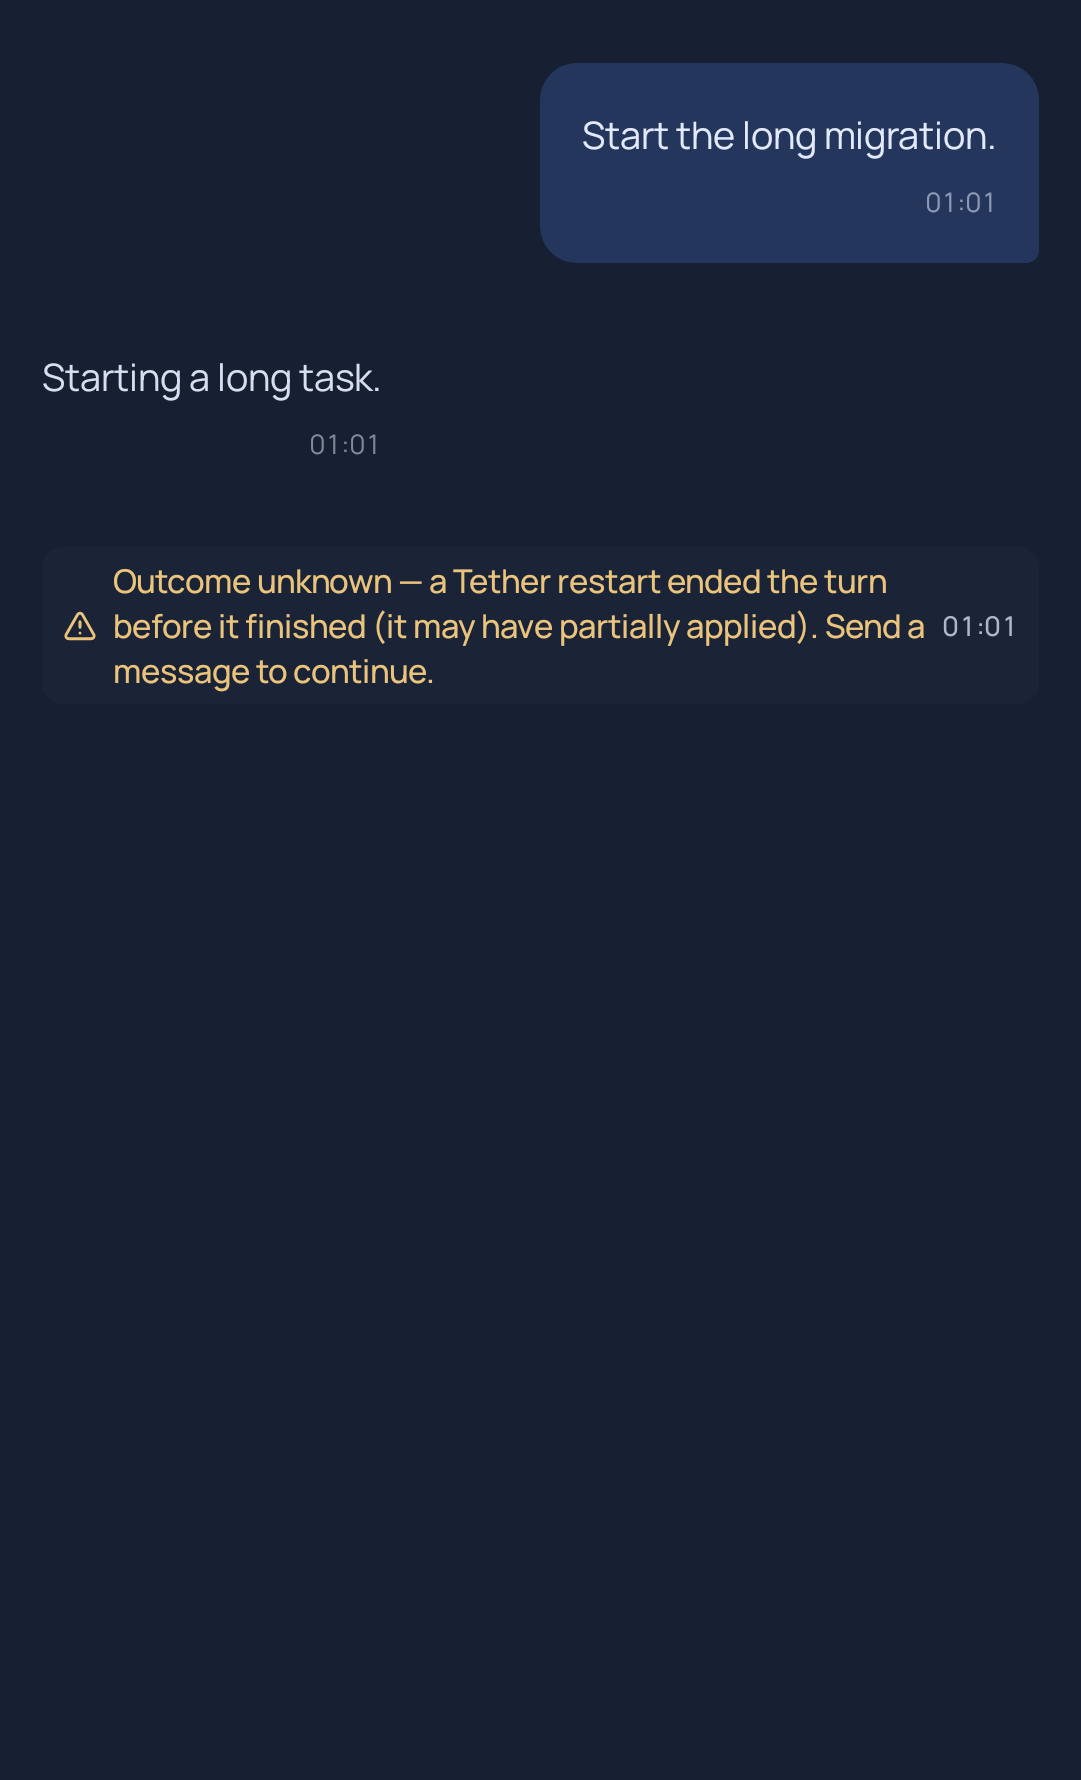 Start the long migration.
01:01
Starting a long task.
01:01
Outcome unknown — a Tether restart ended the turn
before it finished (it may have partially applied). Send a
message to continue.
01:01